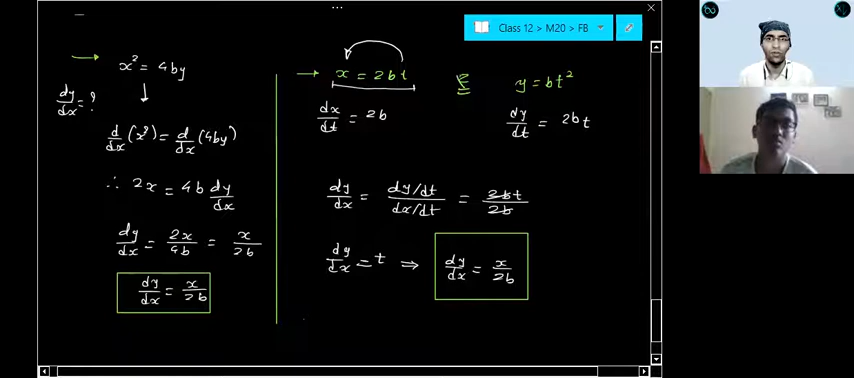 Class 12 > M20 > FB
x² = 4by
dy/dx = ?
d/dx (x²) = d/dx (4by)
∴ 2x = 4b dy/dx
dy/dx = 2x/4b = x/2b
dy/dx = x/2b
x = 2bt & y = bt²
dx/dt = 2b
dy/dt = 2bt
dy/dx = dy/dt / dx/dt = 2bt/2b
dy/dx = t ⇒ dy/dx = x/2b